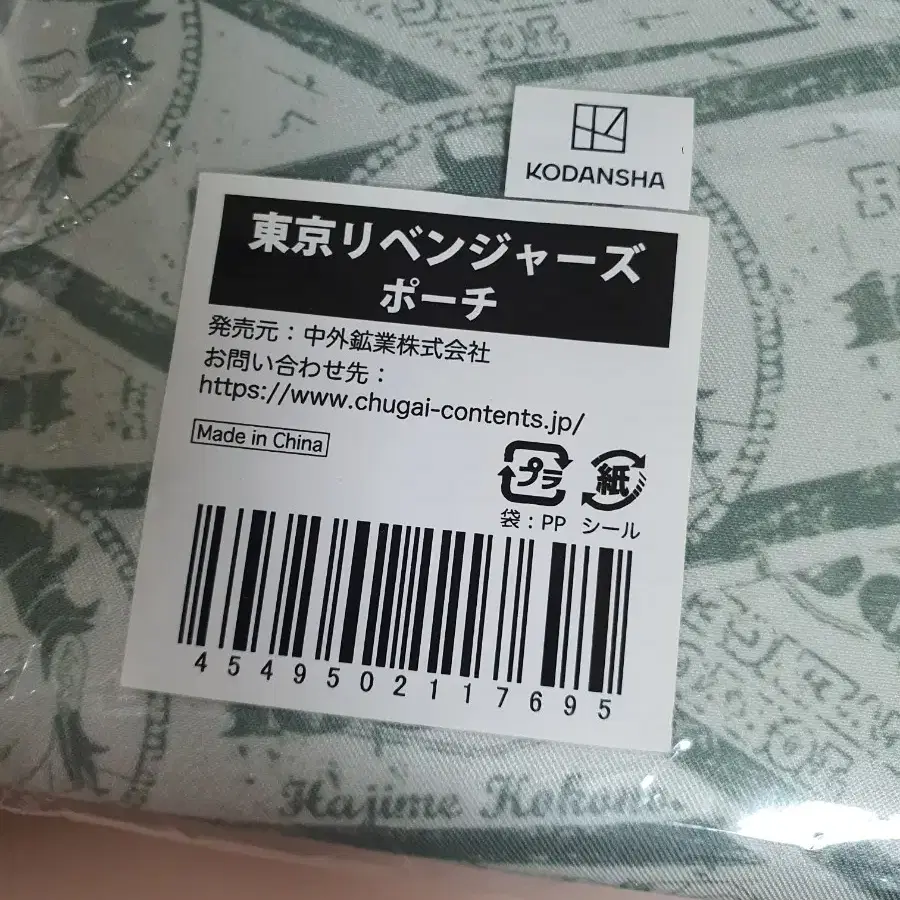 KODANSHA
東京リベンジャーズ
ポーチ
発売元：中外鉱業株式会社
お問い合わせ先：
https://www.chugai-contents.jp/
Made in China
プラ 紙
袋：PP シール
4549502117695
Hajime Kokonoi